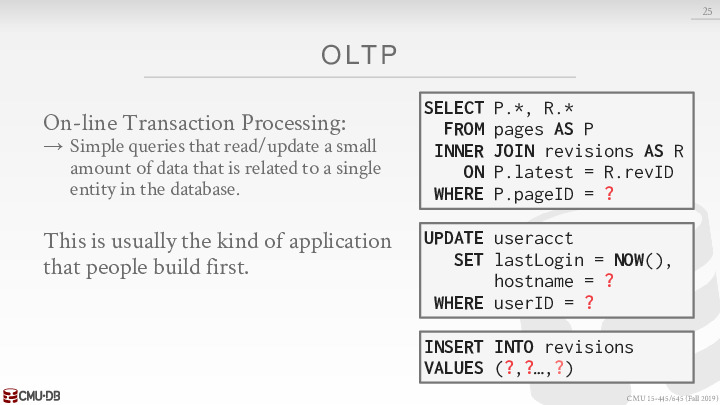 25
OLTP
On-line Transaction Processing:
→ Simple queries that read/update a small
amount of data that is related to a single
entity in the database.
This is usually the kind of application
that people build first.
SELECT P.*, R.*
FROM pages AS P
INNER JOIN revisions AS R
ON P.latest = R.revID
WHERE P.pageID = ?
UPDATE useracct
SET lastLogin = NOW(),
hostname = ?
WHERE userID = ?
INSERT INTO revisions
VALUES (?,?…,?)
CMU·DB
CMU 15-445/645 (Fall 2019)